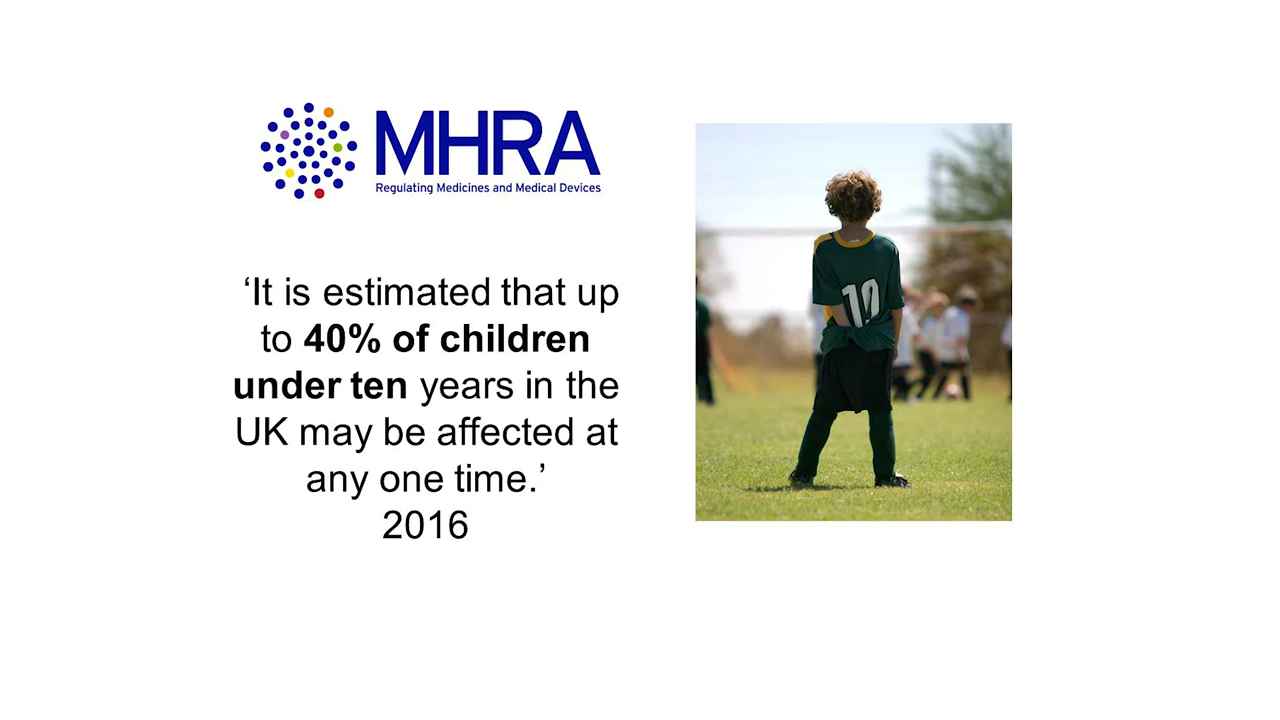 MHRA
Regulating Medicines and Medical Devices
‘It is estimated that up
to 40% of children
under ten years in the
UK may be affected at
any one time.’
2016
10